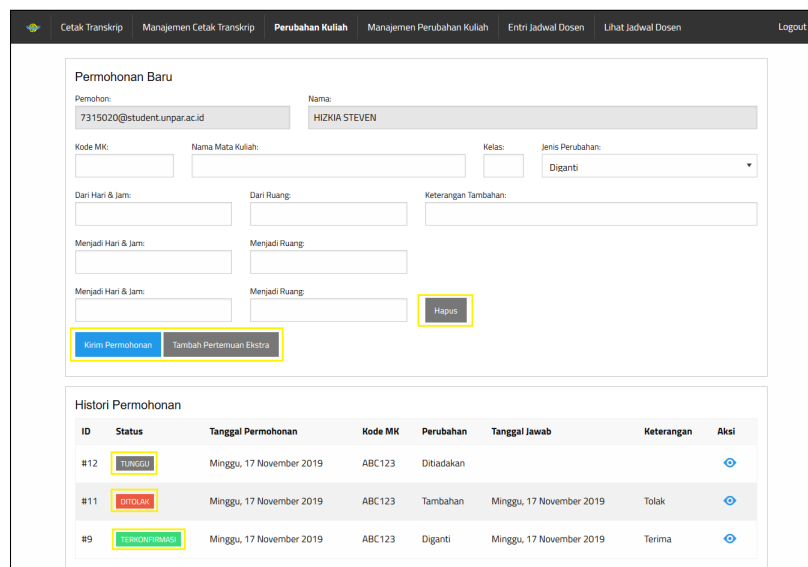 Cetak Transkrip Manajemen Cetak Transkrip Perubahan Kuliah Manajemen Perubahan Kuliah Entri Jadwal Dosen Lihat Jadwal Dosen Logout
Permohonan Baru
Pemohon: Nama:
7315020@student.unpar.ac.id HIZKIA STEVEN
Kode MK: Nama Mata Kuliah: Kelas: Jenis Perubahan:
Diganti
Dari Hari & Jam: Dari Ruang: Keterangan Tambahan:
Menjadi Hari & Jam: Menjadi Ruang:
Menjadi Hari & Jam: Menjadi Ruang:
Hapus
Kirim Permohonan Tambah Pertemuan Ekstra
Histori Permohonan
ID Status Tanggal Permohonan Kode MK Perubahan Tanggal Jawab Keterangan Aksi
#12 TUNGGU Minggu, 17 November 2019 ABC123 Ditiadakan
#11 DITOLAK Minggu, 17 November 2019 ABC123 Tambahan Minggu, 17 November 2019 Tolak
#9 TERKONFIRMASI Minggu, 17 November 2019 ABC123 Diganti Minggu, 17 November 2019 Terima